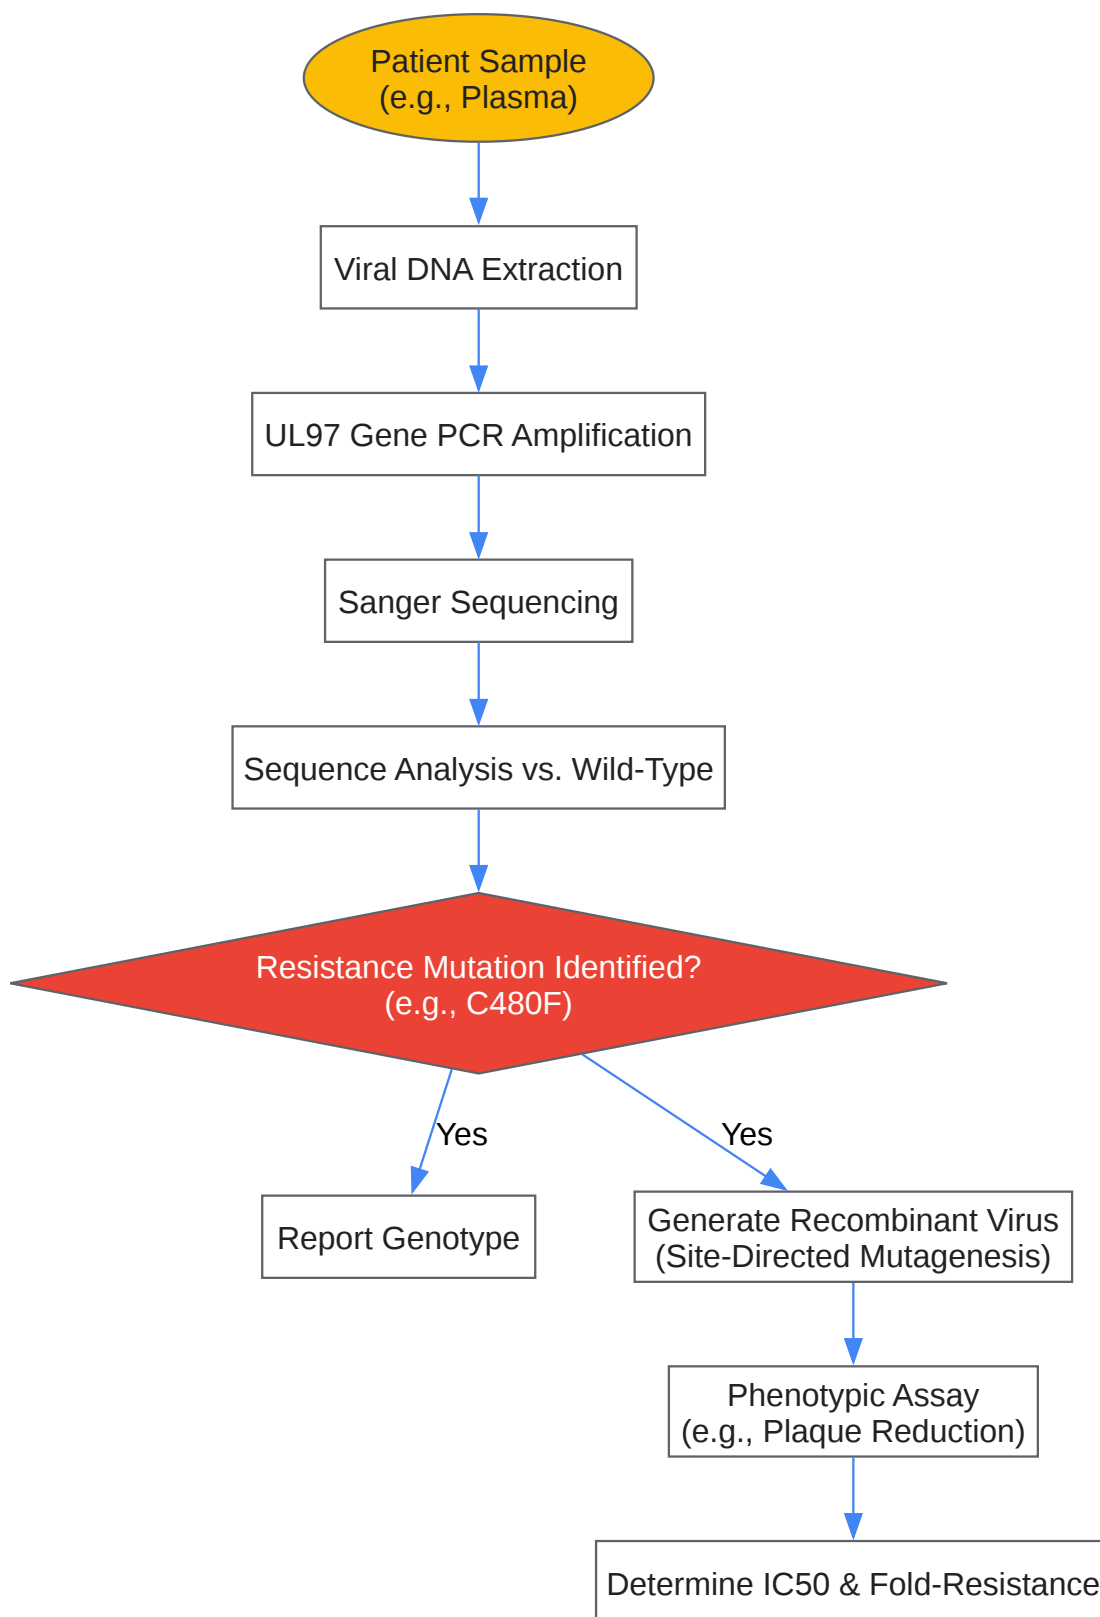 Patient Sample
(e.g., Plasma)
Viral DNA Extraction
UL97 Gene PCR Amplification
Sanger Sequencing
Sequence Analysis vs. Wild-Type
Resistance Mutation Identified?
(e.g., C480F)
Yes
Yes
Report Genotype
Generate Recombinant Virus
(Site-Directed Mutagenesis)
Phenotypic Assay
(e.g., Plaque Reduction)
Determine IC50 & Fold-Resistance